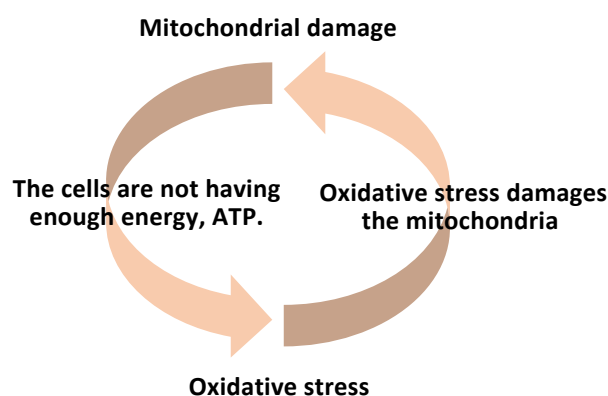 Mitochondrial damage
The cells are not having
enough energy, ATP.
Oxidative stress damages
the mitochondria
Oxidative stress